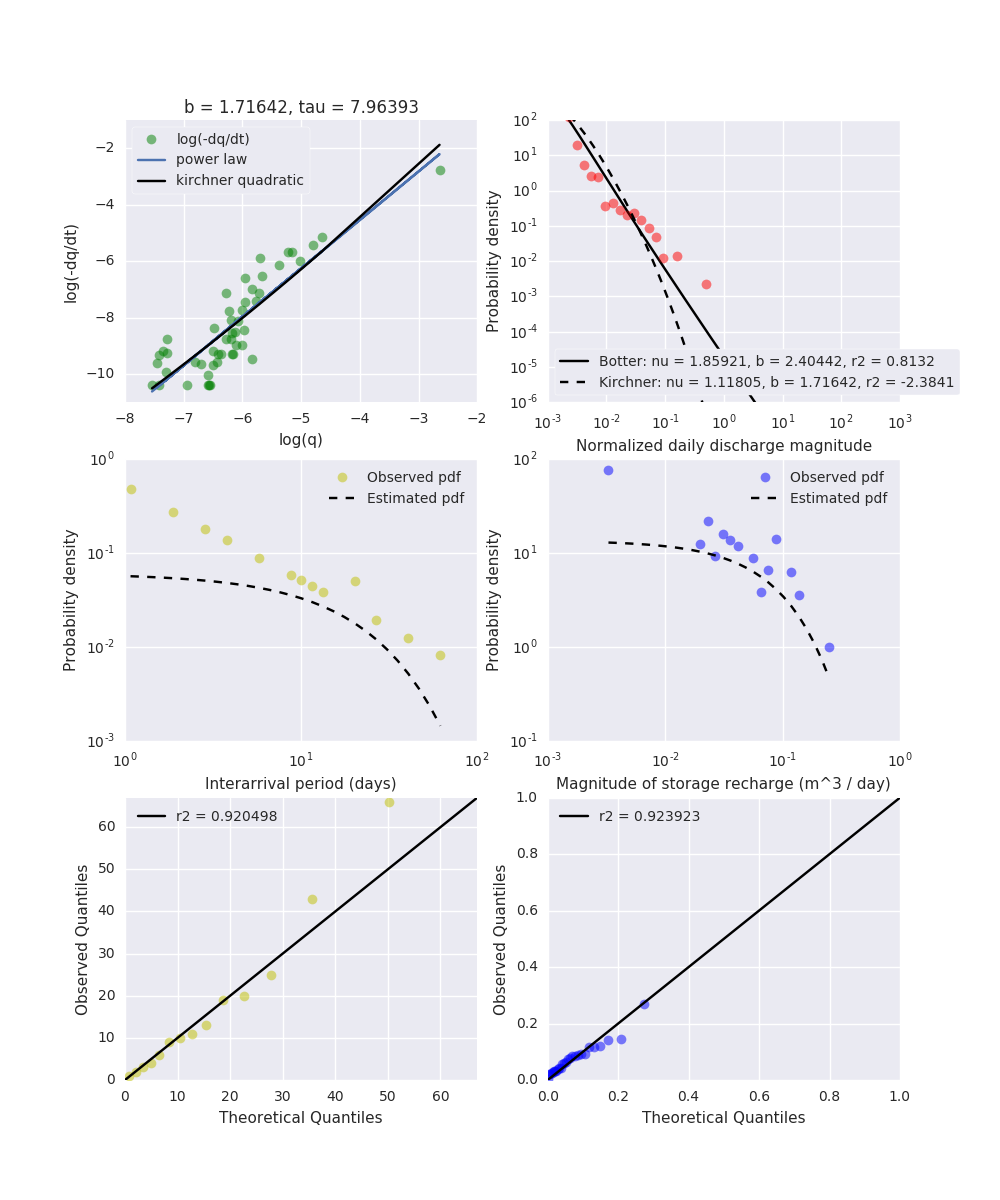 b = 1.71642, tau = 7.96393
log(-dq/dt)
power law
kirchner quadratic
−2
−4
−6
−8
−10
log(-dq/dt)
−8 −7 −6 −5 −4 −3 −2
log(q)
10^2
10^1
10^0
10^-1
10^-2
10^-3
10^-4
10^-5
10^-6
Probability density
Botter: nu = 1.85921, b = 2.40442, r2 = 0.8132
Kirchner: nu = 1.11805, b = 1.71642, r2 = -2.3841
10^-3 10^-2 10^-1 10^0 10^1 10^2 10^3
Normalized daily discharge magnitude
10^0
10^-1
10^-2
10^-3
Probability density
Observed pdf
Estimated pdf
10^0 10^1 10^2
Interarrival period (days)
10^2
10^1
10^0
10^-1
Probability density
Observed pdf
Estimated pdf
10^-3 10^-2 10^-1 10^0
Magnitude of storage recharge (m^3 / day)
r2 = 0.920498
60
50
40
30
20
10
0
Observed Quantiles
0 10 20 30 40 50 60
Theoretical Quantiles
r2 = 0.923923
1.0
0.8
0.6
0.4
0.2
0.0
Observed Quantiles
0.0 0.2 0.4 0.6 0.8 1.0
Theoretical Quantiles